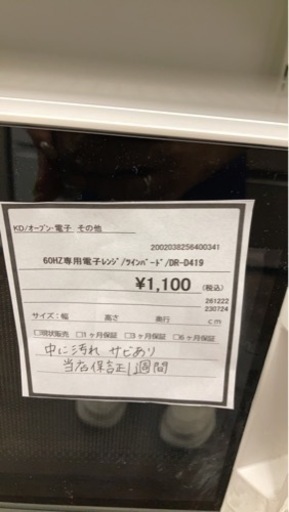 KD/オーブン・電子 その他
2002038256400341
60HZ専用電子レンジ/ツインバード/DR-D419
¥1,100 (税込)
261222
230724
サイズ:幅 高さ 奥行 cm
□現状販売 □1ヶ月保証 □3ヶ月保証 □6ヶ月保証
中に汚れ サビあり
当店保証1週間